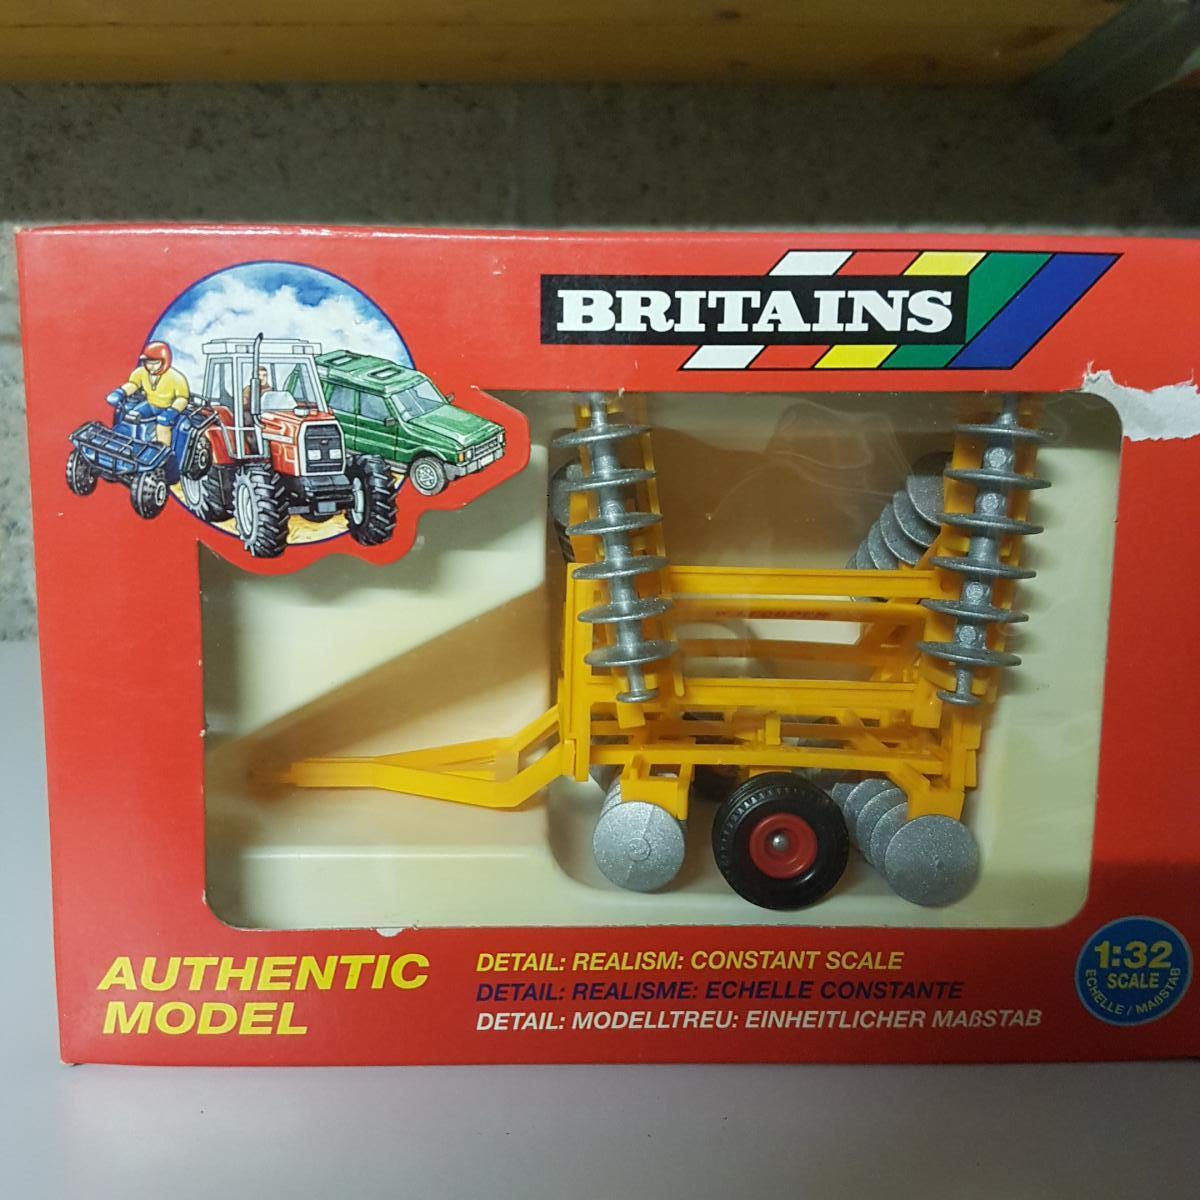 BRITAINS
AUTHENTIC
MODEL
DETAIL: REALISM: CONSTANT SCALE
DETAIL: REALISME: ECHELLE CONSTANTE
DETAIL: MODELLTREU: EINHEITLICHER MAßSTAB
1:32
SCALE
ECHELLE / MAßSTAB